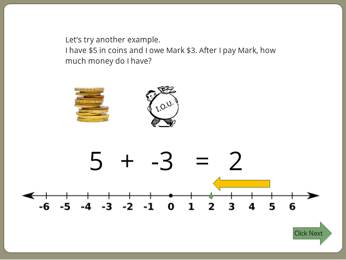 Let's try another example.
I have $5 in coins and I owe Mark $3. After I pay Mark, how
much money do I have?
I.O.U.
5 + -3 = 2
-6 -5 -4 -3 -2 -1 0 1 2 3 4 5 6
Click Next